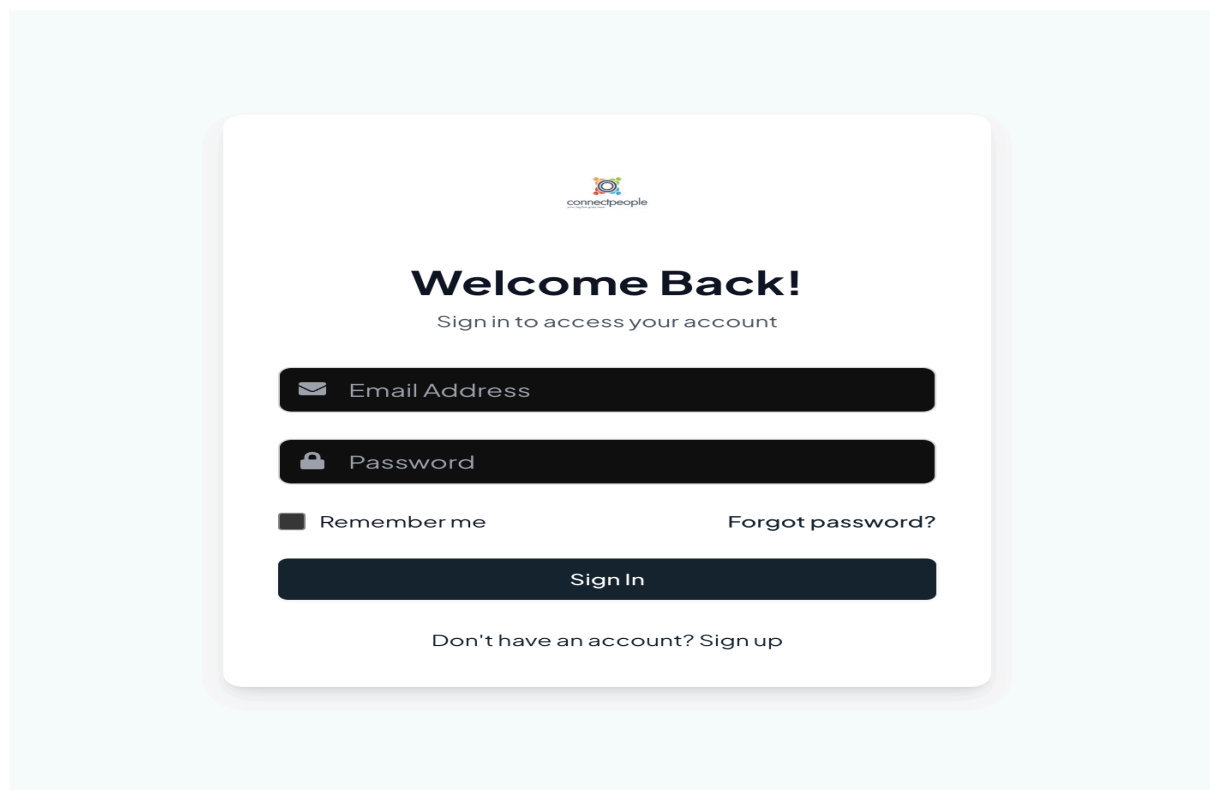 connectpeople
Welcome Back!
Sign in to access your account
Email Address
Password
Remember me
Forgot password?
Sign In
Don't have an account? Sign up